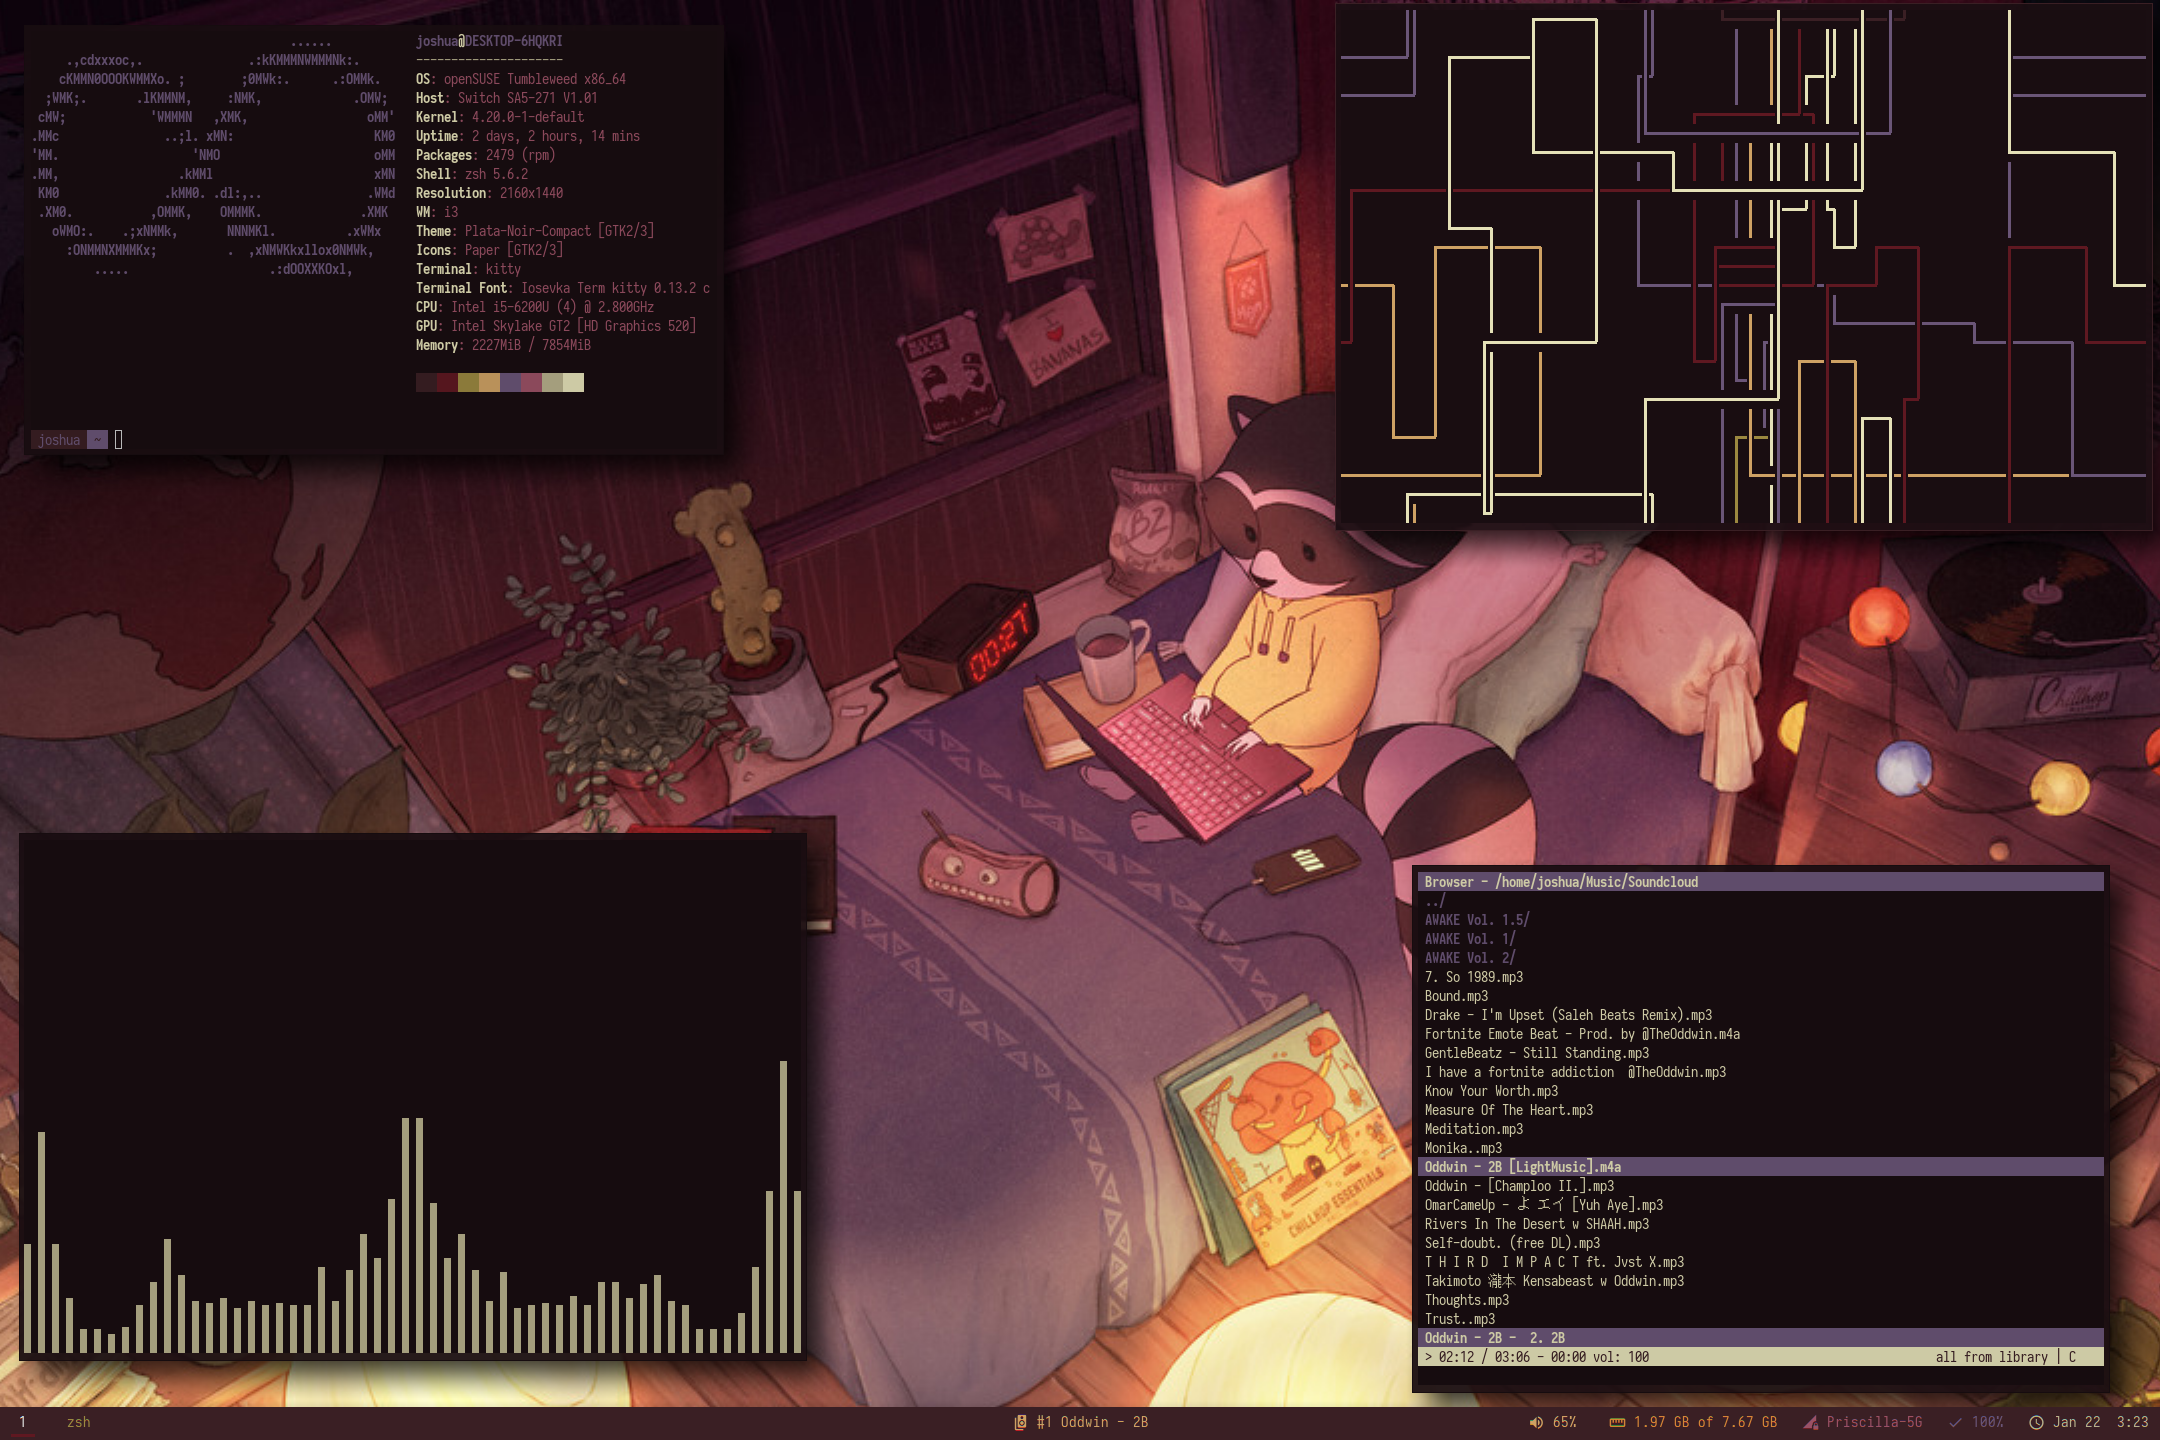 joshua@DESKTOP-6HQKRI
---------------------
OS: openSUSE Tumbleweed x86_64
Host: Switch SA5-271 V1.01
Kernel: 4.20.0-1-default
Uptime: 2 days, 2 hours, 14 mins
Packages: 2479 (rpm)
Shell: zsh 5.6.2
Resolution: 2160x1440
WM: i3
Theme: Plata-Noir-Compact [GTK2/3]
Icons: Paper [GTK2/3]
Terminal: kitty
Terminal Font: Iosevka Term kitty 0.13.2 c
CPU: Intel i5-6200U (4) @ 2.800GHz
GPU: Intel Skylake GT2 [HD Graphics 520]
Memory: 2227MiB / 7854MiB
joshua ~
I ❤
BANANAS
BZ
00:27
Chillhop
CHILLHOP ESSENTIALS
Browser - /home/joshua/Music/Soundcloud
../
AWAKE Vol. 1.5/
AWAKE Vol. 1/
AWAKE Vol. 2/
7. So 1989.mp3
Bound.mp3
Drake - I'm Upset (Saleh Beats Remix).mp3
Fortnite Emote Beat - Prod. by @TheOddwin.m4a
GentleBeatz - Still Standing.mp3
I have a fortnite addiction  @TheOddwin.mp3
Know Your Worth.mp3
Measure Of The Heart.mp3
Meditation.mp3
Monika..mp3
Oddwin - 2B [LightMusic].m4a
Oddwin - [Champloo II.].mp3
OmarCameUp - よ エイ [Yuh Aye].mp3
Rivers In The Desert w SHAAH.mp3
Self-doubt. (free DL).mp3
T H I R D  I M P A C T ft. Jvst X.mp3
Takimoto 瀧本 Kensabeast w Oddwin.mp3
Thoughts.mp3
Trust..mp3
Oddwin - 2B -  2. 2B
> 02:12 / 03:06 - 00:00 vol: 100 all from library | C
1 zsh #1 Oddwin - 2B 65% 1.97 GB of 7.67 GB Priscilla-5G 100% Jan 22 3:23